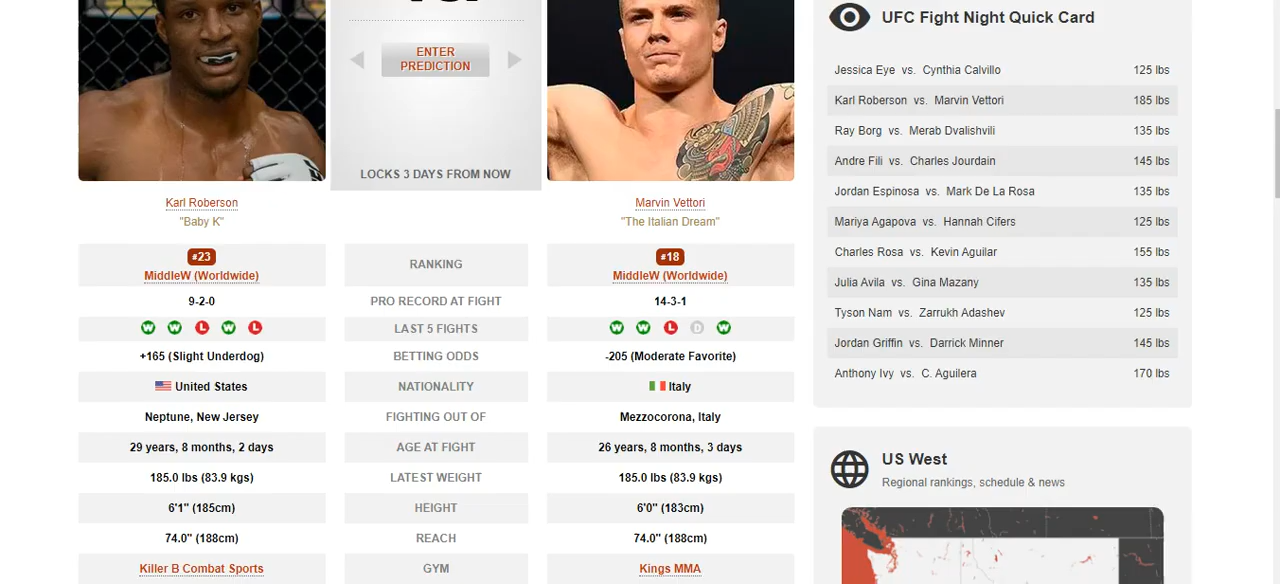 ENTER
PREDICTION
LOCKS 3 DAYS FROM NOW
Karl Roberson
"Baby K"
Marvin Vettori
"The Italian Dream"
#23
MiddleW (Worldwide)
RANKING
#18
MiddleW (Worldwide)
9-2-0
PRO RECORD AT FIGHT
14-3-1
W W L W L
LAST 5 FIGHTS
W W L D W
+165 (Slight Underdog)
BETTING ODDS
-205 (Moderate Favorite)
United States
NATIONALITY
Italy
Neptune, New Jersey
FIGHTING OUT OF
Mezzocorona, Italy
29 years, 8 months, 2 days
AGE AT FIGHT
26 years, 8 months, 3 days
185.0 lbs (83.9 kgs)
LATEST WEIGHT
185.0 lbs (83.9 kgs)
6'1" (185cm)
HEIGHT
6'0" (183cm)
74.0" (188cm)
REACH
74.0" (188cm)
Killer B Combat Sports
GYM
Kings MMA
UFC Fight Night Quick Card
Jessica Eye vs. Cynthia Calvillo 125 lbs
Karl Roberson vs. Marvin Vettori 185 lbs
Ray Borg vs. Merab Dvalishvili 135 lbs
Andre Fili vs. Charles Jourdain 145 lbs
Jordan Espinosa vs. Mark De La Rosa 135 lbs
Mariya Agapova vs. Hannah Cifers 125 lbs
Charles Rosa vs. Kevin Aguilar 155 lbs
Julia Avila vs. Gina Mazany 135 lbs
Tyson Nam vs. Zarrukh Adashev 125 lbs
Jordan Griffin vs. Darrick Minner 145 lbs
Anthony Ivy vs. C. Aguilera 170 lbs
US West
Regional rankings, schedule & news